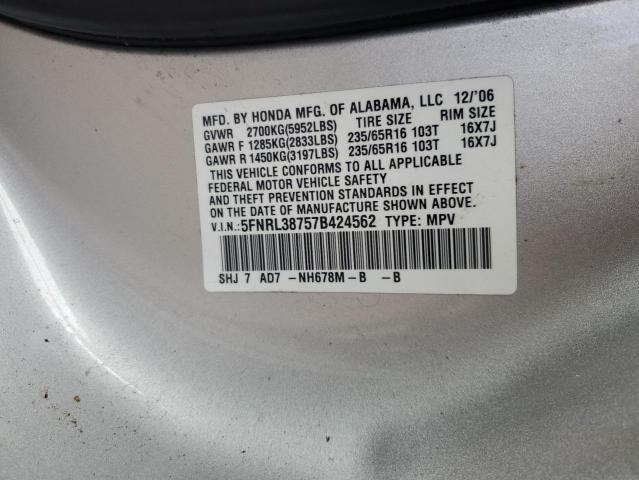 MFD. BY HONDA MFG. OF ALABAMA, LLC 12/'06
GVWR 2700KG(5952LBS) TIRE SIZE RIM SIZE
GAWR F 1285KG(2833LBS) 235/65R16 103T 16X7J
GAWR R 1450KG(3197LBS) 235/65R16 103T 16X7J
THIS VEHICLE CONFORMS TO ALL APPLICABLE
FEDERAL MOTOR VEHICLE SAFETY
AND THEFT PREVENTION STANDARDS IN EFFECT
ON THE DATE OF MANUFACTURE SHOWN ABOVE.
V.I.N.: 5FNRL38757B424562 TYPE: MPV
SHJ 7 AD7 -NH678M-B -B